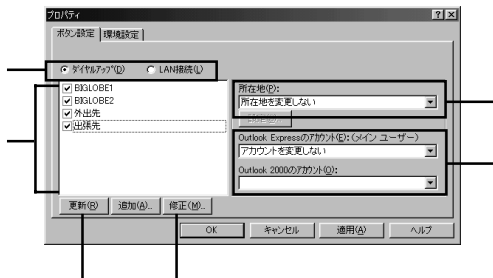 プロパティ
ボタン設定 環境設定
ダイヤルアップ(D) LAN接続(L)
BIGLOBE1
BIGLOBE2
外出先
出張先
所在地(P):
所在地を変更しない
Outlook Expressのアカウント(E):(メイン ユーザー)
アカウントを変更しない
Outlook 2000のアカウント(O):
更新(R) 追加(A)... 修正(M)...
OK キャンセル 適用(A) ヘルプ